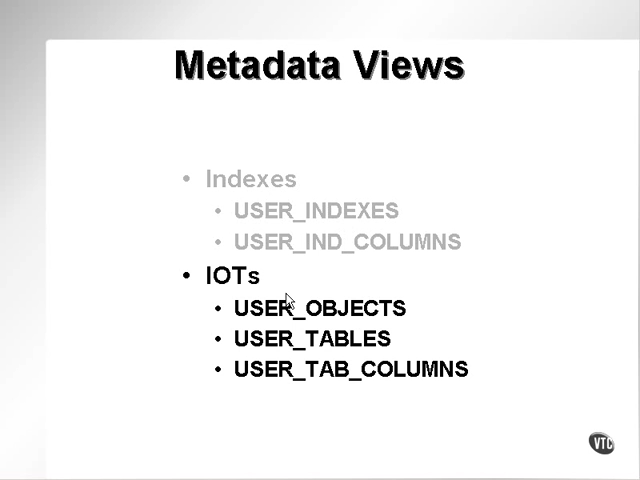 Metadata Views
• Indexes
• USER_INDEXES
• USER_IND_COLUMNS
• IOTs
• USER_OBJECTS
• USER_TABLES
• USER_TAB_COLUMNS
VTC